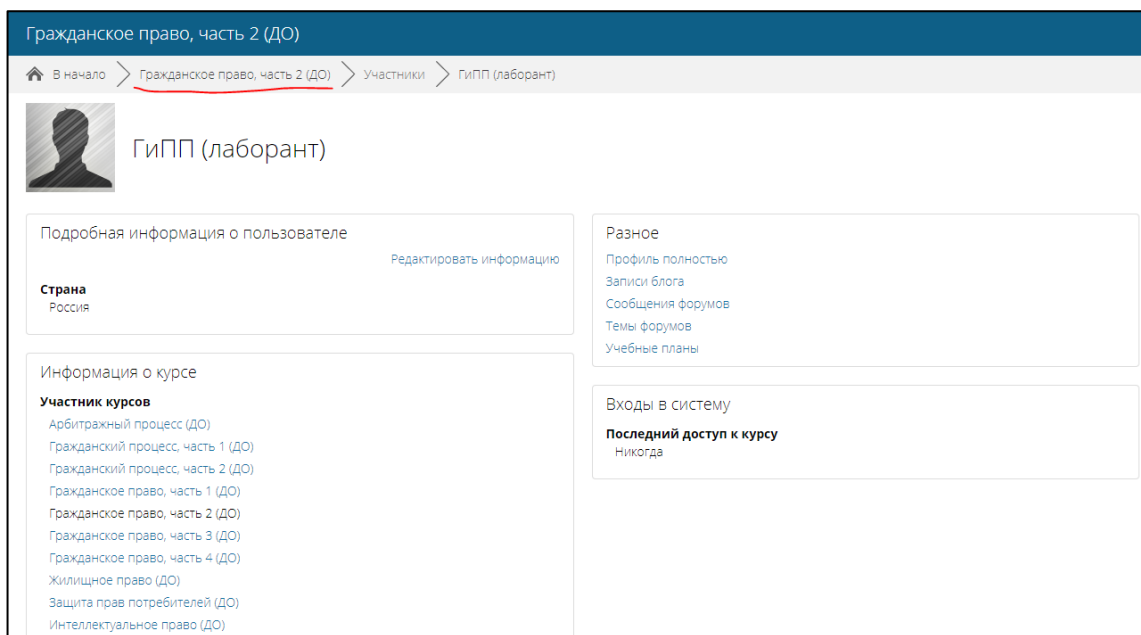 Гражданское право, часть 2 (ДО)
В начало Гражданское право, часть 2 (ДО) Участники ГиПП (лаборант)
ГиПП (лаборант)
Подробная информация о пользователе
Редактировать информацию
Страна
Россия
Информация о курсе
Участник курсов
Арбитражный процесс (ДО)
Гражданский процесс, часть 1 (ДО)
Гражданский процесс, часть 2 (ДО)
Гражданское право, часть 1 (ДО)
Гражданское право, часть 2 (ДО)
Гражданское право, часть 3 (ДО)
Гражданское право, часть 4 (ДО)
Жилищное право (ДО)
Защита прав потребителей (ДО)
Интеллектуальное право (ДО)
Разное
Профиль полностью
Записи блога
Сообщения форумов
Темы форумов
Учебные планы
Входы в систему
Последний доступ к курсу
Никогда